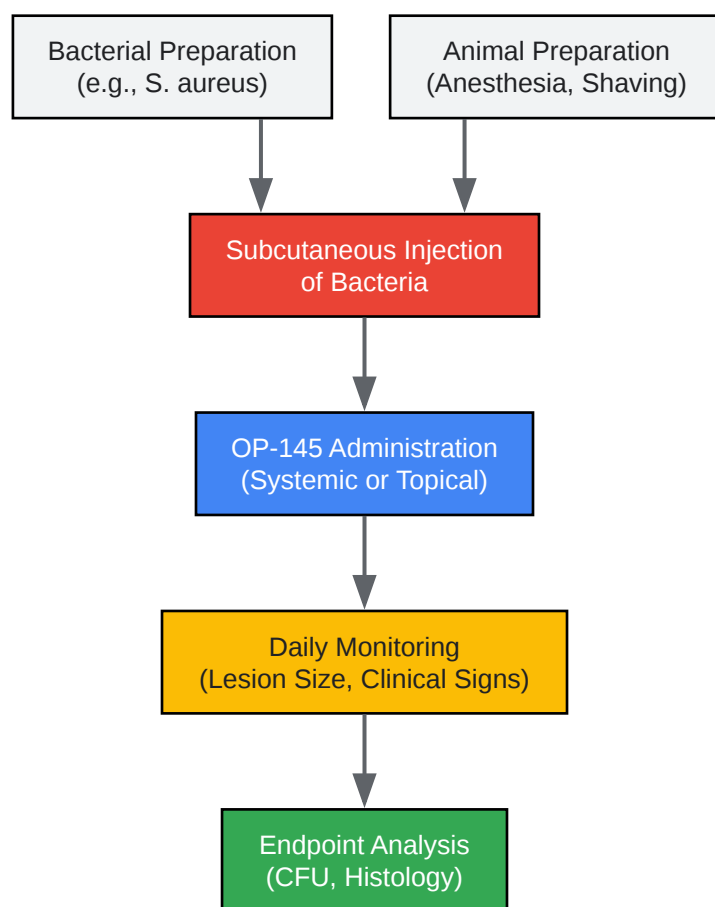 Bacterial Preparation
(e.g., S. aureus)
Animal Preparation
(Anesthesia, Shaving)
Subcutaneous Injection
of Bacteria
OP-145 Administration
(Systemic or Topical)
Daily Monitoring
(Lesion Size, Clinical Signs)
Endpoint Analysis
(CFU, Histology)